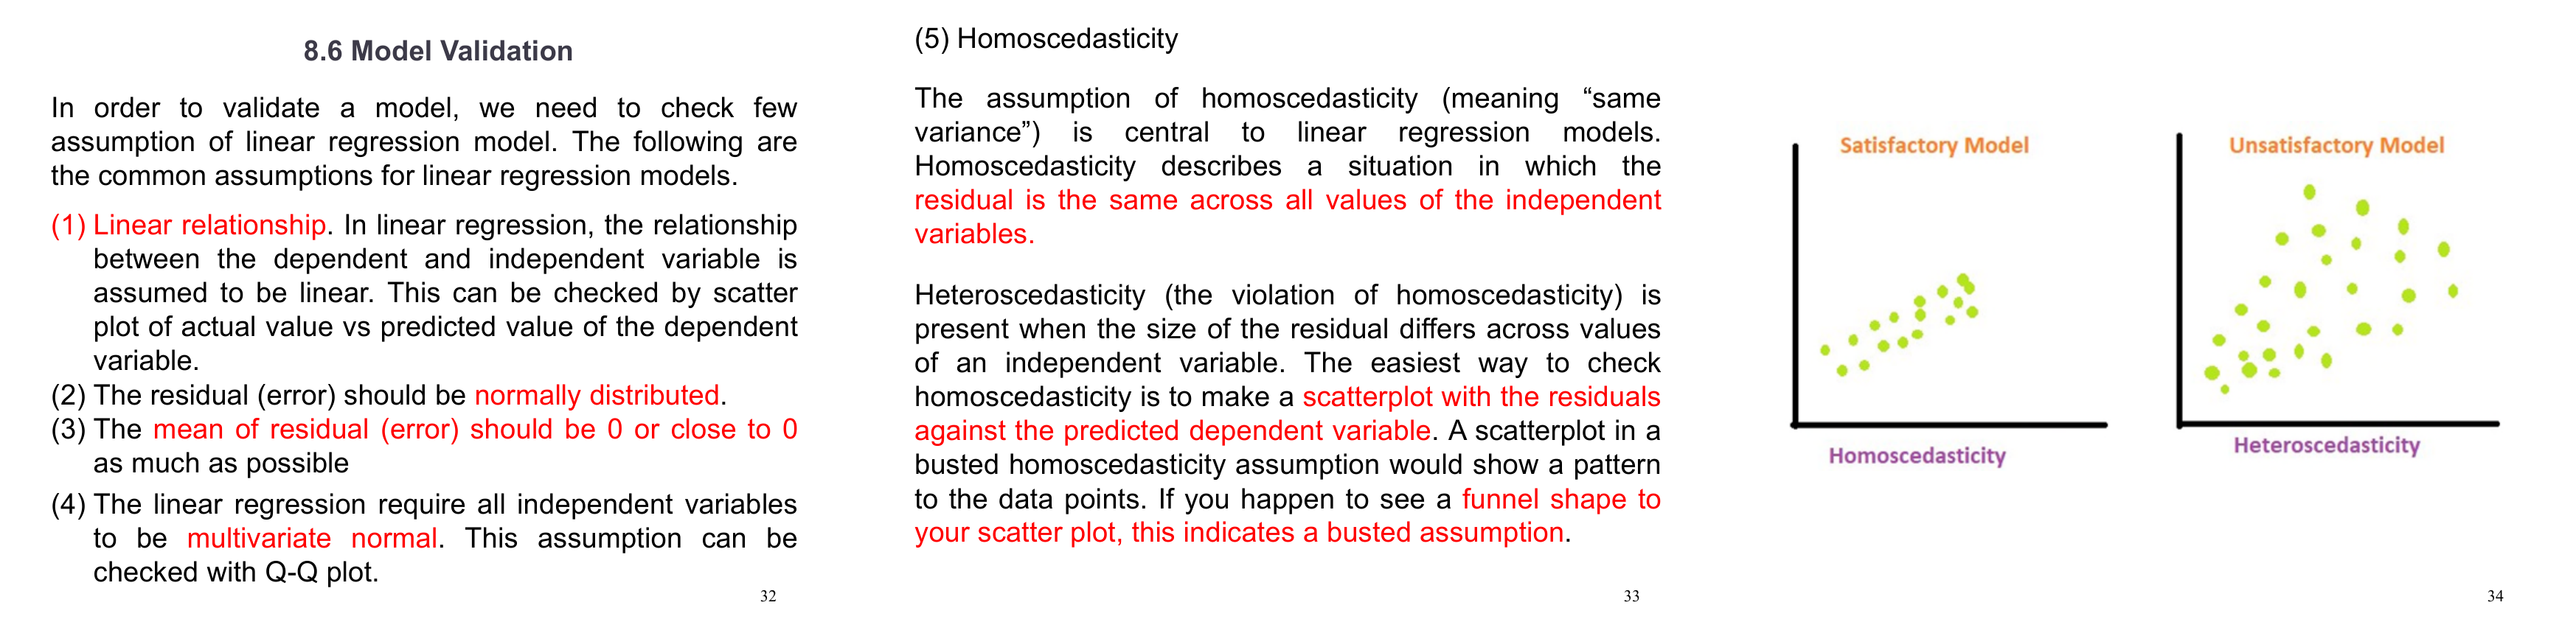 8.6 Model Validation
In order to validate a model, we need to check few
assumption of linear regression model. The following are
the common assumptions for linear regression models.
(1) Linear relationship. In linear regression, the relationship
between the dependent and independent variable is
assumed to be linear. This can be checked by scatter
plot of actual value vs predicted value of the dependent
variable.
(2) The residual (error) should be normally distributed.
(3) The mean of residual (error) should be 0 or close to 0
as much as possible
(4) The linear regression require all independent variables
to be multivariate normal. This assumption can be
checked with Q-Q plot.
32
(5) Homoscedasticity
The assumption of homoscedasticity (meaning “same
variance”) is central to linear regression models.
Homoscedasticity describes a situation in which the
residual is the same across all values of the independent
variables.
Heteroscedasticity (the violation of homoscedasticity) is
present when the size of the residual differs across values
of an independent variable. The easiest way to check
homoscedasticity is to make a scatterplot with the residuals
against the predicted dependent variable. A scatterplot in a
busted homoscedasticity assumption would show a pattern
to the data points. If you happen to see a funnel shape to
your scatter plot, this indicates a busted assumption.
33
Satisfactory Model
Homoscedasticity
Unsatisfactory Model
Heteroscedasticity
34